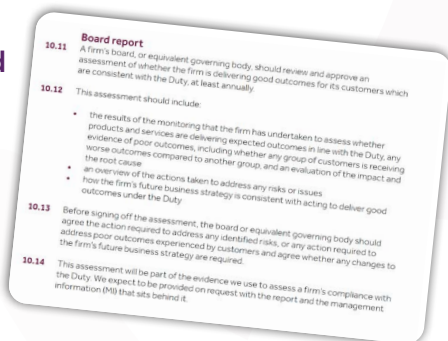 d
Board report
10.11 A firm's board, or equivalent governing body, should review and approve an
assessment of whether the firm is delivering good outcomes for its customers which
are consistent with the Duty, at least annually.
10.12 This assessment should include:
• the results of the monitoring that the firm has undertaken to assess whether
products and services are delivering expected outcomes in line with the Duty, any
evidence of poor outcomes, including whether any group of customers is receiving
worse outcomes compared to another group, and an evaluation of the impact and
the root cause
• an overview of the actions taken to address any risks or issues
• how the firm's future business strategy is consistent with acting to deliver good
outcomes under the Duty
10.13 Before signing off the assessment, the board or equivalent governing body should
agree the action required to address any identified risks, or any action required to
address poor outcomes experienced by customers and agree whether any changes to
the firm's future business strategy are required.
10.14 This assessment will be part of the evidence we use to assess a firm's compliance with
the Duty. We expect to be provided on request with the report and the management
information (MI) that sits behind it.